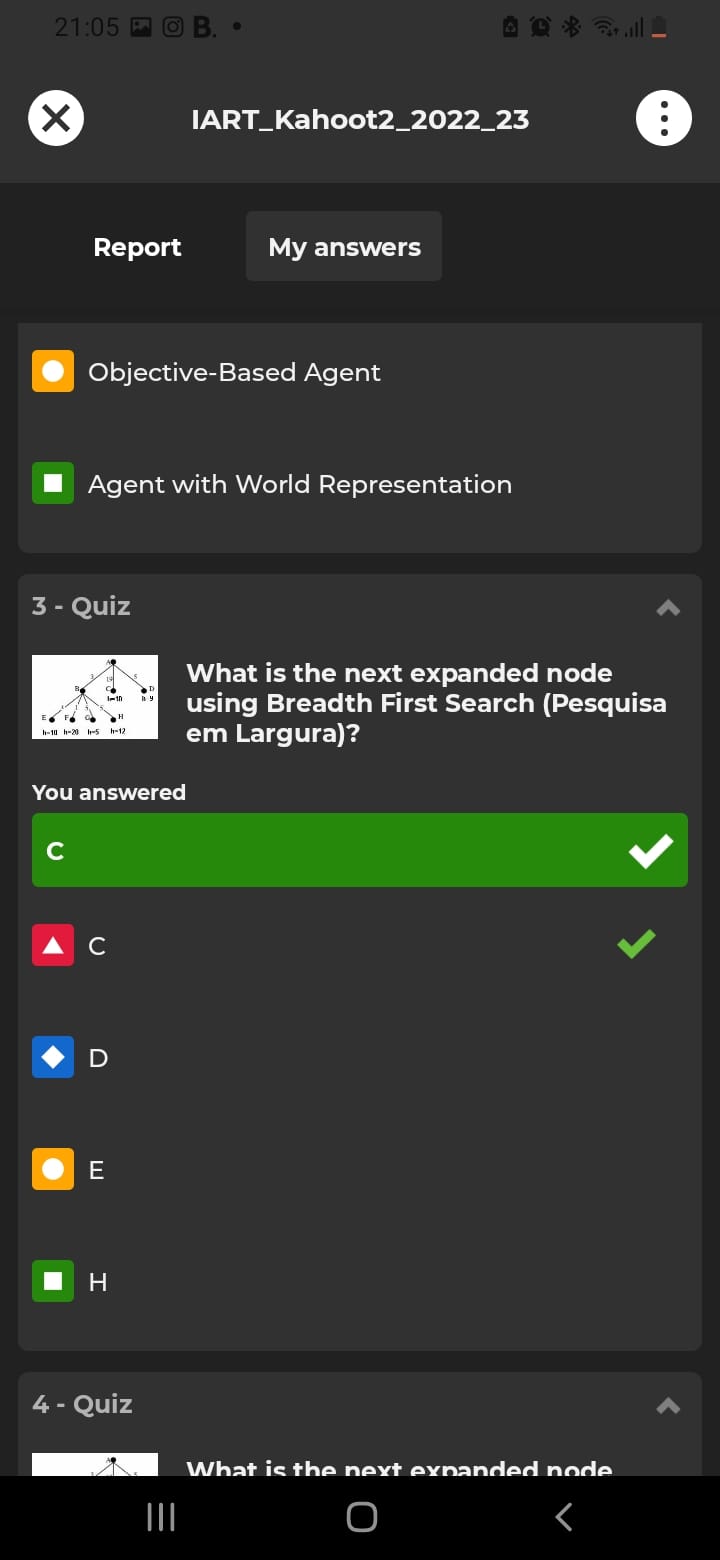 21:05 B.
IART_Kahoot2_2022_23
Report
My answers
Objective-Based Agent
Agent with World Representation
3 - Quiz
What is the next expanded node
using Breadth First Search (Pesquisa
em Largura)?
A
3
5
B
C
D
h=10
E
F
G
H
h=10 h=20 h=5 h=12
You answered
C
C
D
E
H
4 - Quiz
What is the next expanded node